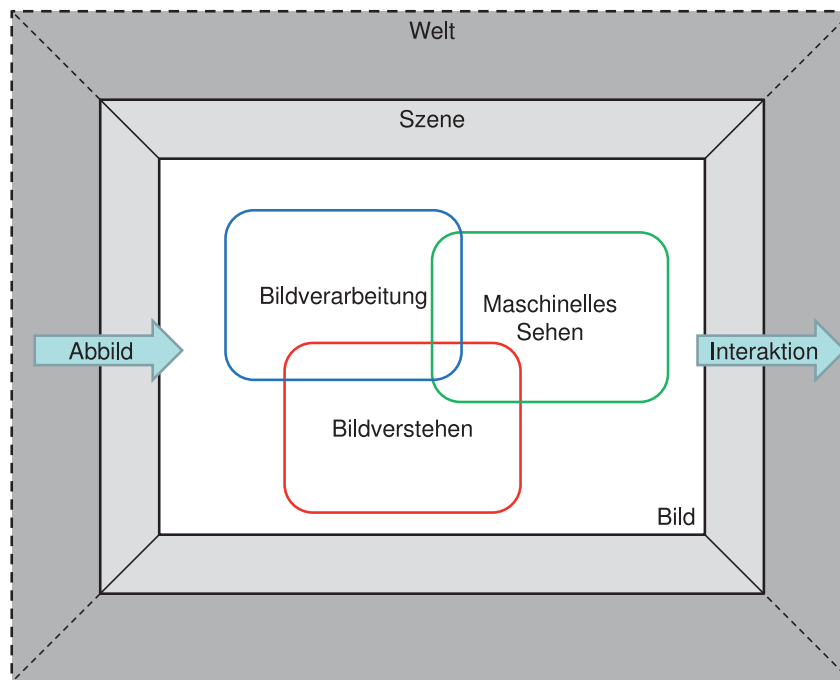 Welt
Szene
Bildverarbeitung
Maschinelles
Sehen
Abbild
Interaktion
Bildverstehen
Bild